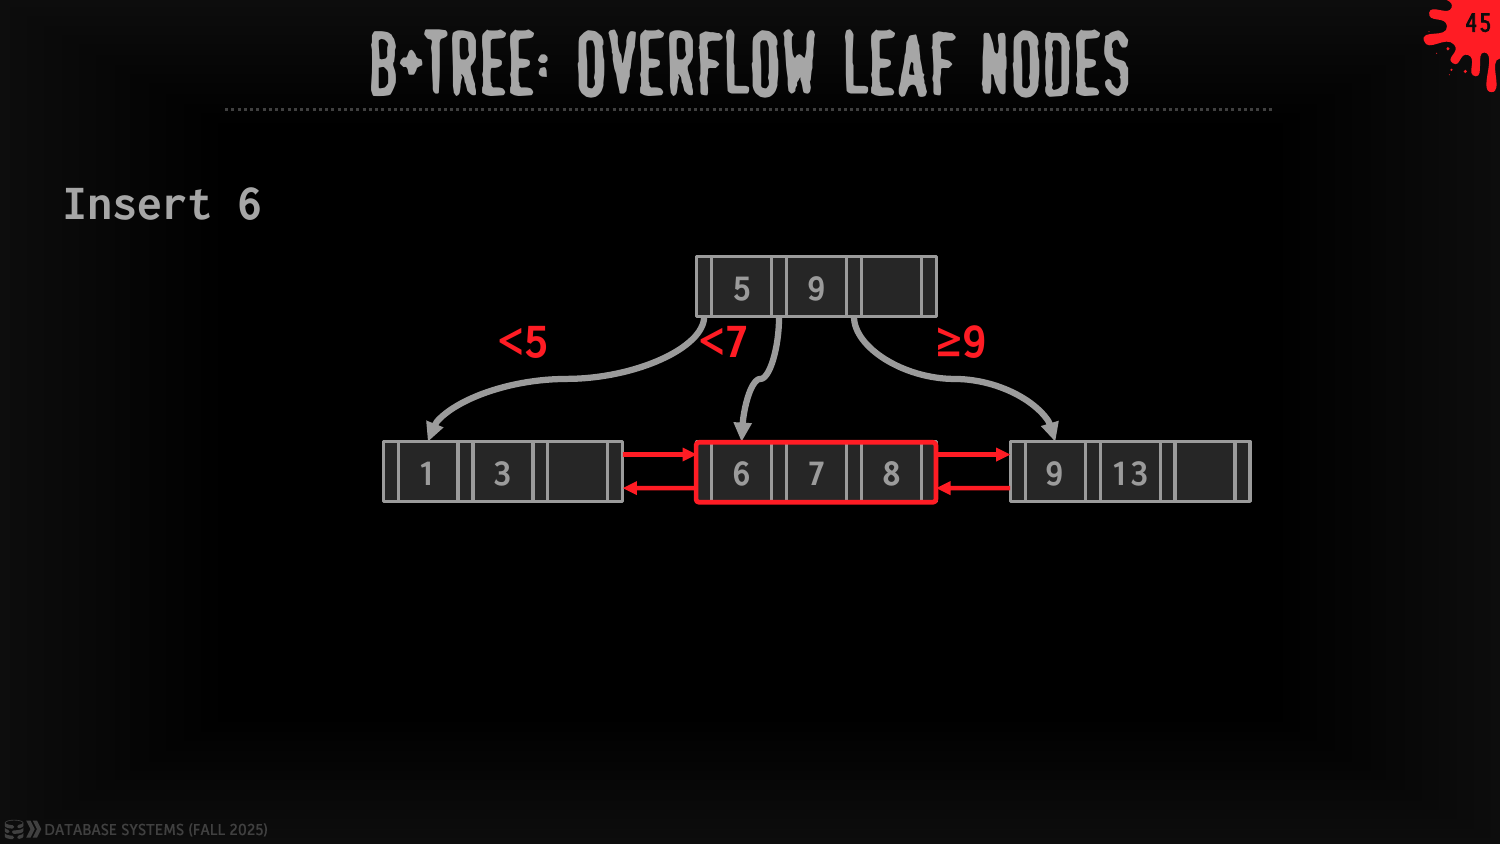 45
B+TREE: OVERFLOW LEAF NODES
Insert 6
5 9
<5 <7 ≥9
1 3 6 7 8 9 13
DATABASE SYSTEMS (FALL 2025)